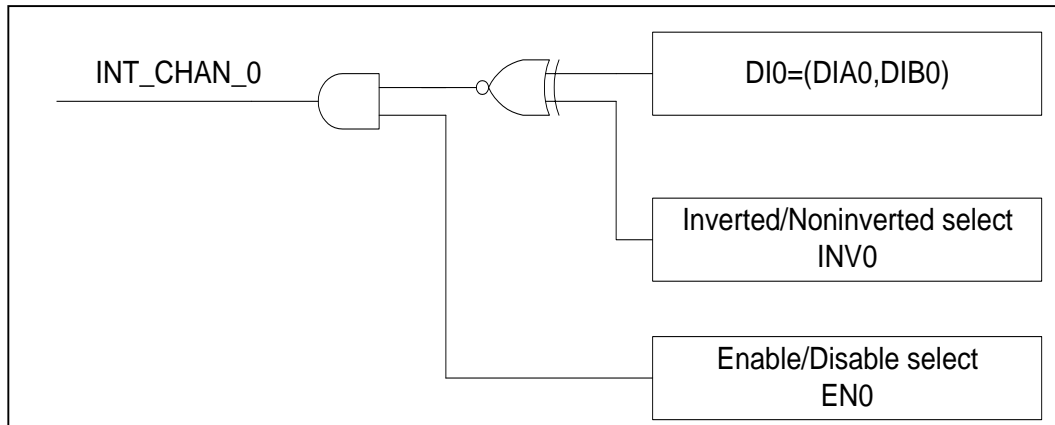 INT_CHAN_0
DI0=(DIA0,DIB0)
Inverted/Noninverted select
INV0
Enable/Disable select
EN0